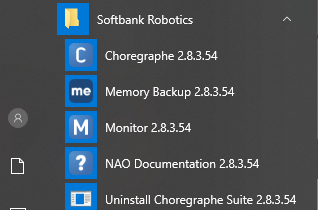 Softbank Robotics
C Choregraphe 2.8.3.54
me Memory Backup 2.8.3.54
M Monitor 2.8.3.54
? NAO Documentation 2.8.3.54
Uninstall Choregraphe Suite 2.8.3.54